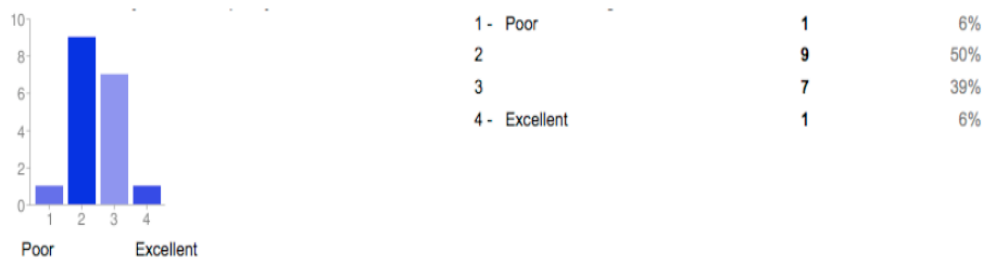 10
8
6
4
2
0
1 2 3 4
Poor Excellent
1 - Poor 1 6%
2 9 50%
3 7 39%
4 - Excellent 1 6%